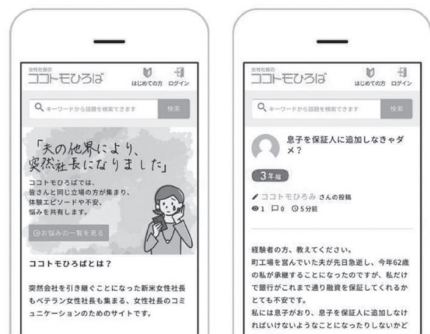 女性社長の
ココトモひろば
はじめての方 ログイン
キーワードから話題を検索できます 検索
「夫の他界により、
突然社長になりました」
ココトモひろばでは、
皆さんと同じ立場の方が集まり、
体験エピソードや不安、
悩みを共有します。
お悩みの一覧を見る
ココトモひろばとは？
突然会社を引き継ぐことになった新米女性社長
もベテラン女性社長も集まる、女性社長のコミ
ュニケーションのためのサイトです。
女性社長の
ココトモひろば
はじめての方 ログイン
キーワードから話題を検索できます 検索
息子を保証人に追加しなきゃダ
メ？
3年
ココトモひろみ さんの投稿
1 0 5分前
経験者の方、教えてください。
町工場を営んでいた夫が先日急逝し、今年62歳
の私が承継することになったのですが、私だけ
で銀行がこれまで通り融資を保証してくれるか
とても不安です。
私には息子がおり、息子を保証人に追加しなけ
ればいけないようなことにはったりしないかど